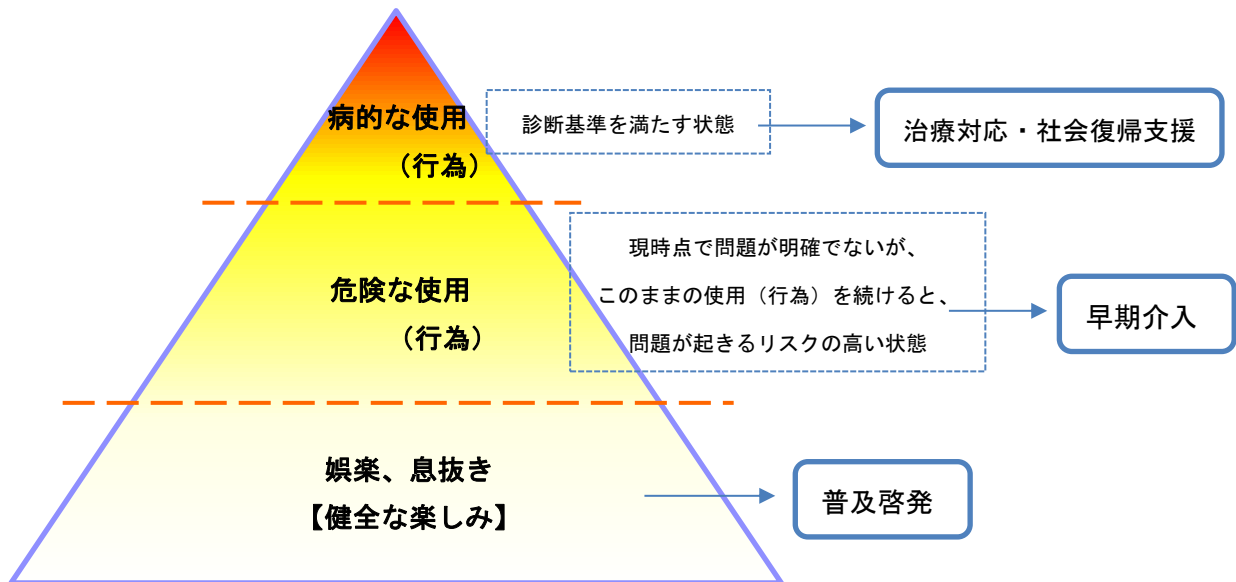 病的な使用
（行為）
診断基準を満たす状態
治療対応・社会復帰支援
危険な使用
（行為）
現時点で問題が明確でないが、
このままの使用（行為）を続けると、
問題が起きるリスクの高い状態
早期介入
娯楽、息抜き
【健全な楽しみ】
普及啓発